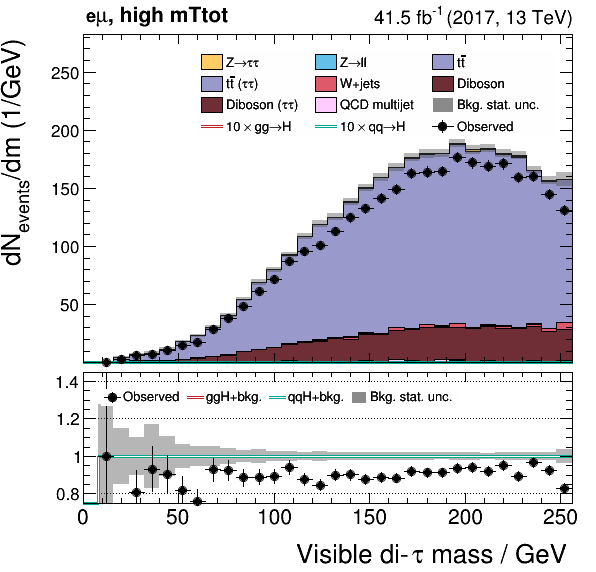 eμ, high mTtot 41.5 fb⁻¹ (2017, 13 TeV)
dN_events/dm (1/GeV)
250
200
150
100
50
Z→ττ Z→ll tt̄
tt̄ (ττ) W+jets Diboson
Diboson (ττ) QCD multijet Bkg. stat. unc.
10 × gg→H 10 × qq→H Observed
1.4
1.2
1
0.8
Observed ggH+bkg. qqH+bkg. Bkg. stat. unc.
0 50 100 150 200 250
Visible di-τ mass / GeV